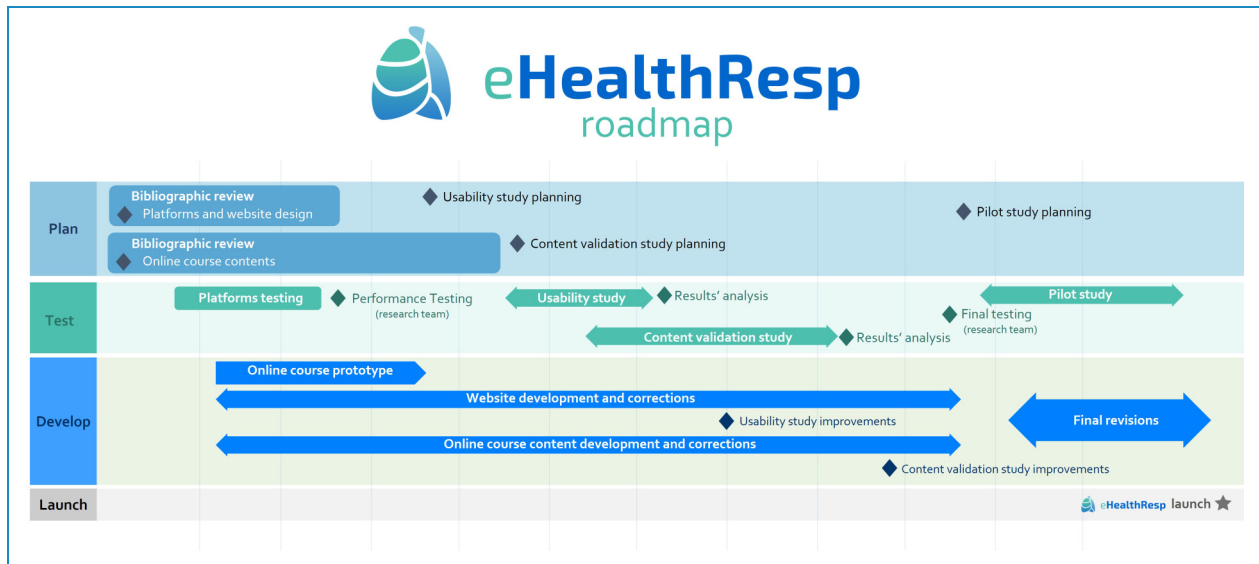 eHealthResp
roadmap
Plan
Bibliographic review
Platforms and website design
Usability study planning
Pilot study planning
Bibliographic review
Online course contents
Content validation study planning
Test
Platforms testing
Performance Testing
(research team)
Usability study
Results' analysis
Pilot study
Final testing
(research team)
Content validation study
Results' analysis
Develop
Online course prototype
Website development and corrections
Usability study improvements
Final revisions
Online course content development and corrections
Content validation study improvements
Launch
eHealthResp launch